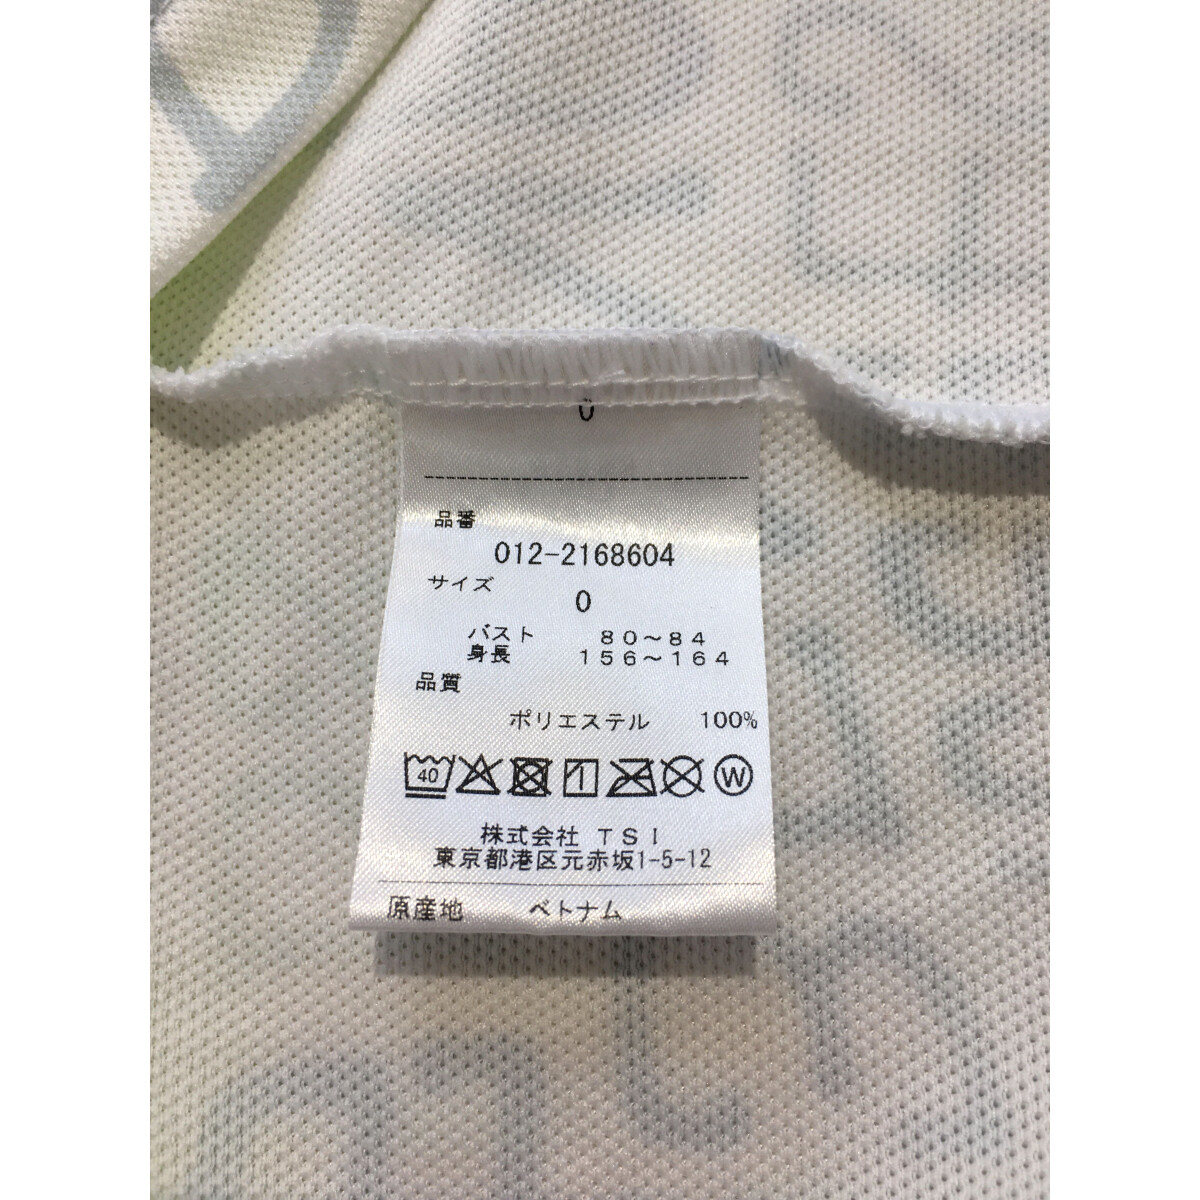 0
品番
012-2168604
サイズ
0
バスト 80~84
身長 156~164
品質
ポリエステル 100%
40
W
株式会社 TSI
東京都港区元赤坂1-5-12
原産地 ベトナム